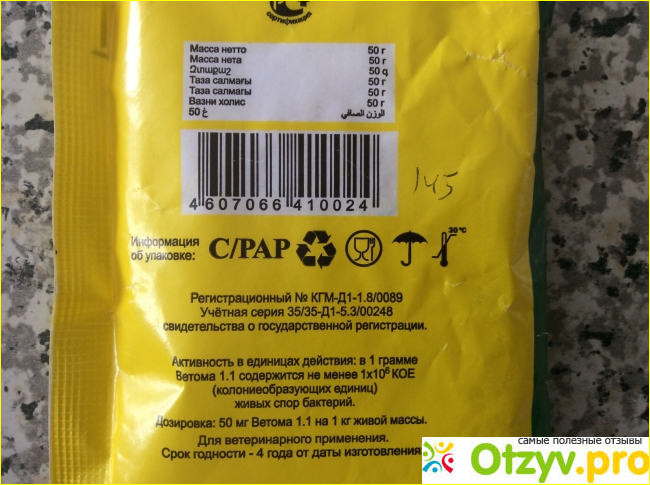 сертификация
Масса нетто 50 г
Масса нета 50 г
Զտաքաշ 50 գ
Таза салмағы 50 г
Таза салмагы 50 г
Вазни холис 50 г
50 غ الوزن الصافي
145
4 607066 410024
Информация об упаковке:
C/PAP
30 °C
Регистрационный № КГМ-Д1-1.8/0089
Учётная серия 35/35-Д1-5.3/00248
свидетельства о государственной регистрации.
Активность в единицах действия: в 1 грамме
Ветома 1.1 содержится не менее 1х10⁶ КОЕ
(колониеобразующих единиц)
живых спор бактерий.
Дозировка: 50 мг Ветома 1.1 на 1 кг живой массы.
Для ветеринарного применения.
Срок годности - 4 года от даты изготовления
самые полезные отзывы
Otzyv.pro